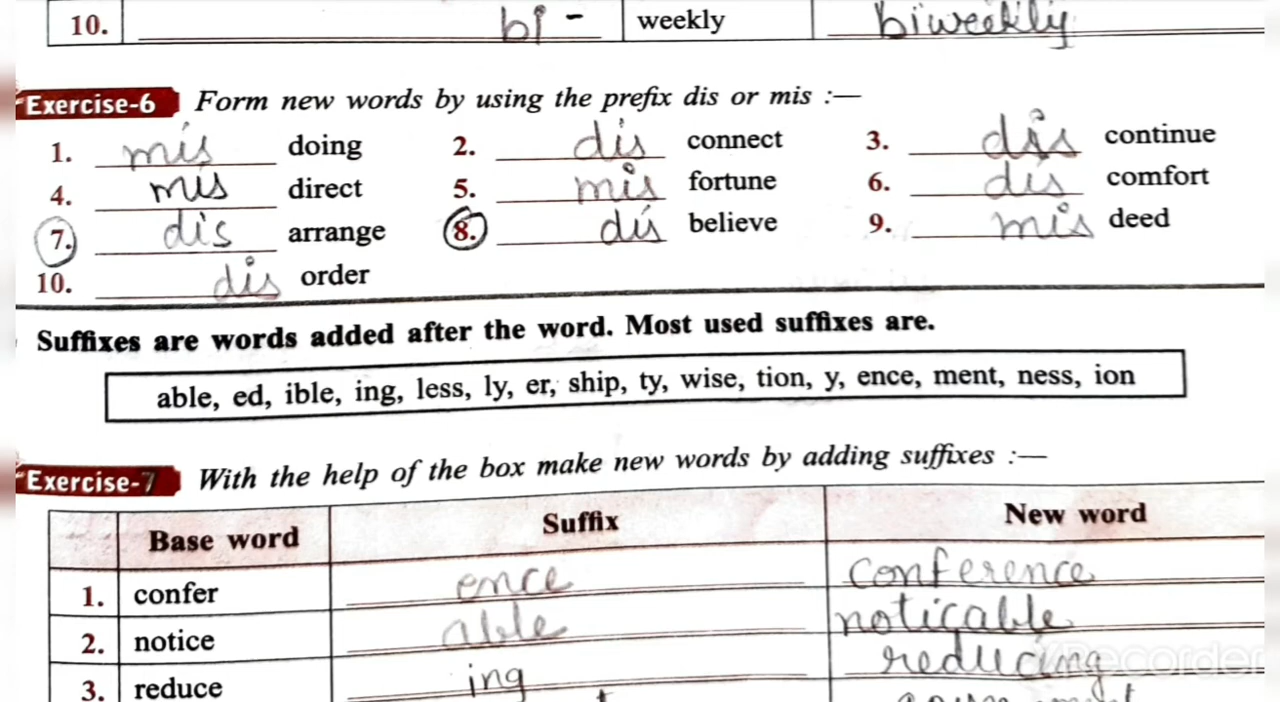 10. bi - weekly biweekly
Exercise-6 Form new words by using the prefix dis or mis :—
1. mis doing 2. dis connect 3. dis continue
4. mis direct 5. mis fortune 6. dis comfort
7. dis arrange 8. dis believe 9. mis deed
10. dis order
Suffixes are words added after the word. Most used suffixes are.
able, ed, ible, ing, less, ly, er, ship, ty, wise, tion, y, ence, ment, ness, ion
Exercise-7 With the help of the box make new words by adding suffixes :—
Base word Suffix New word
1. confer ence conference
2. notice able noticable
3. reduce ing reducing
Recorder